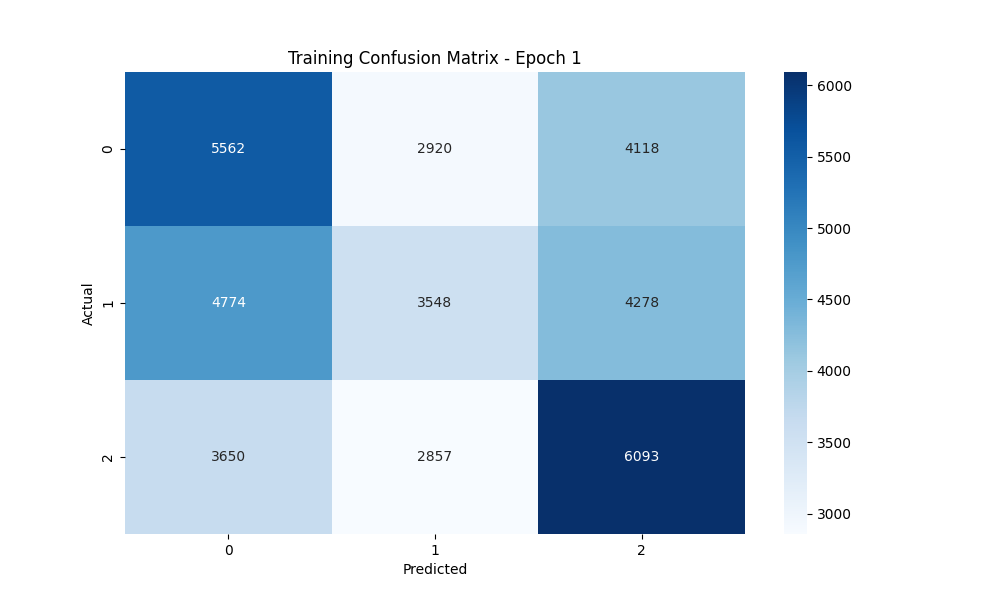 Training Confusion Matrix - Epoch 1
0 5562 2920 4118
1 4774 3548 4278
2 3650 2857 6093
0 1 2
Predicted
Actual
6000
5500
5000
4500
4000
3500
3000